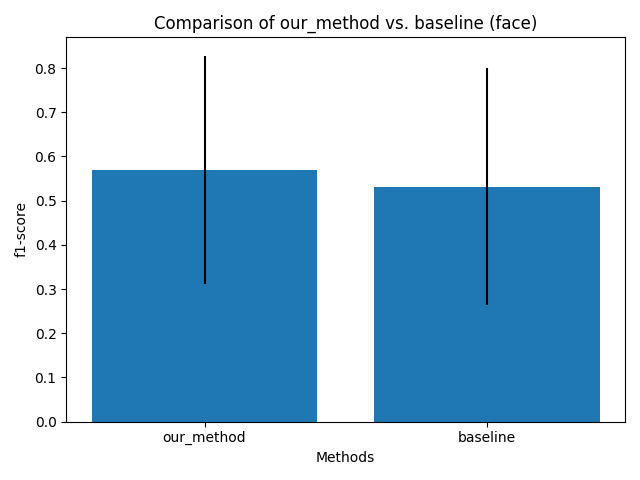 Comparison of our_method vs. baseline (face)
f1-score
0.8
0.7
0.6
0.5
0.4
0.3
0.2
0.1
0.0
our_method baseline
Methods